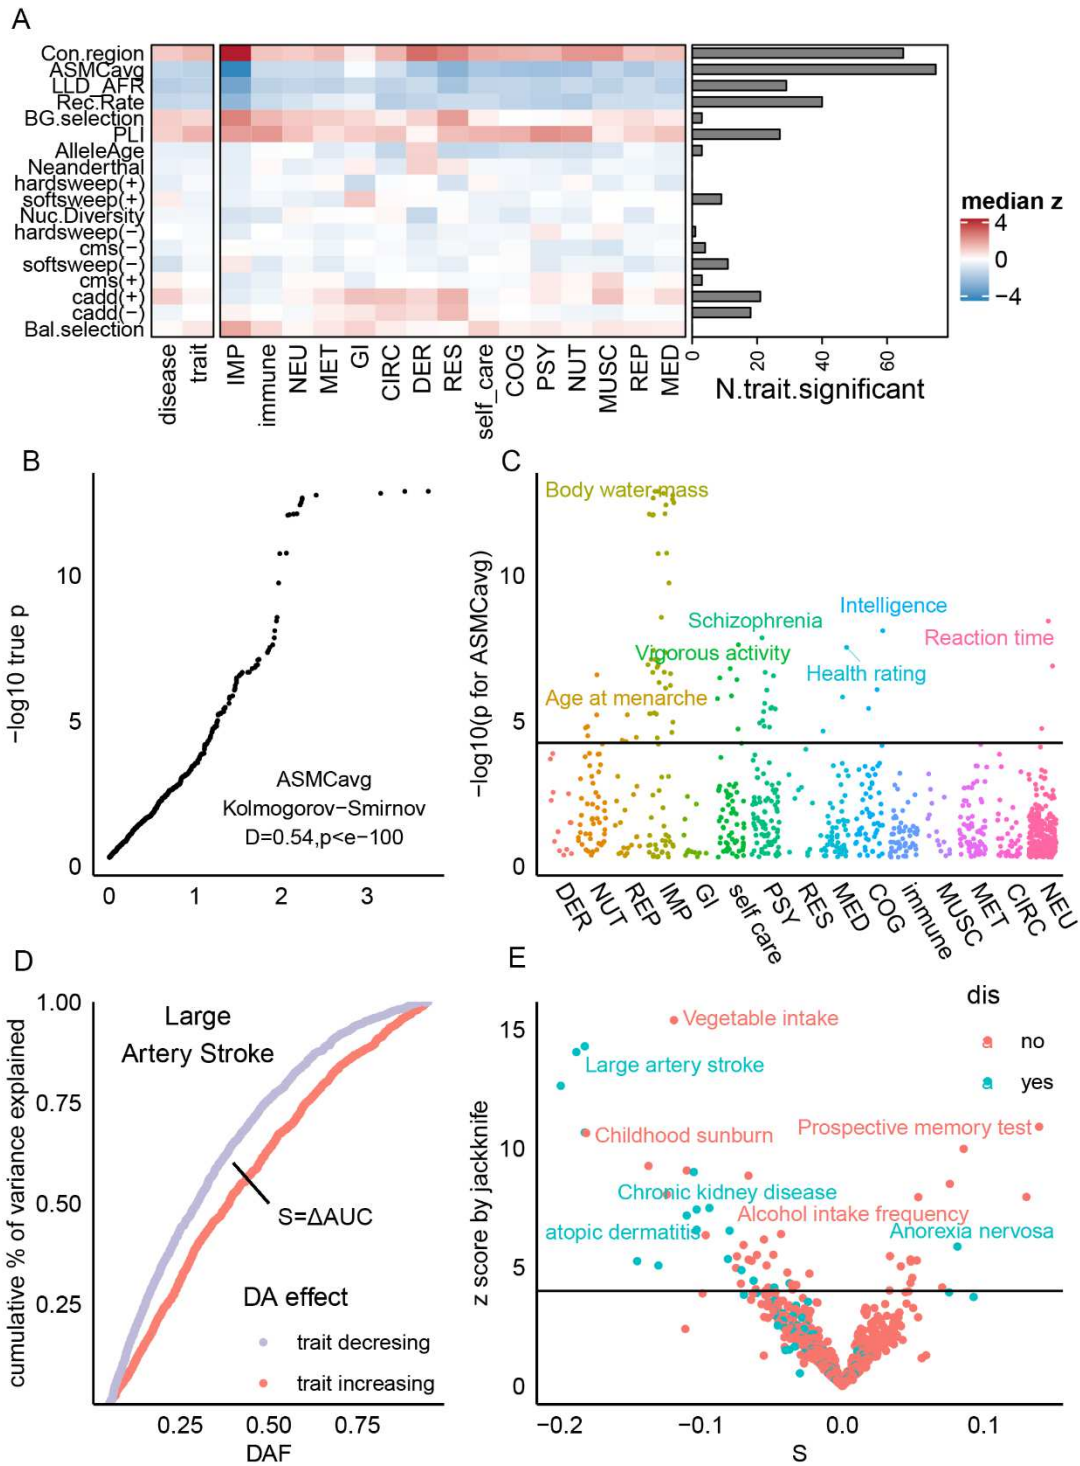 A
Con.region
ASMCavg
LLD_AFR
Rec.Rate
BG.selection
PLI
AlleleAge
Neanderthal
hardsweep(+)
softsweep(+)
Nuc.Diversity
hardsweep(−)
cms(−)
softsweep(−)
cms(+)
cadd(+)
cadd(−)
Bal.selection
disease trait IMP immune NEU MET GI CIRC DER RES self_care COG PSY NUT MUSC REP MED
0 20 40 60
N.trait.significant
median z
4
0
−4
B
−log10 true p
10
5
0
0 1 2 3
ASMCavg
Kolmogorov−Smirnov
D=0.54,p<e−100
C
−log10(p for ASMCavg)
10
5
0
Body water mass
Schizophrenia
Intelligence
Vigorous activity
Reaction time
Health rating
Age at menarche
DER NUT REP IMP GI self care PSY RES MED COG immune MUSC MET CIRC NEU
D
cumulative % of variance explained
1.00
0.75
0.50
0.25
Large
Artery Stroke
S=ΔAUC
DA effect
trait decresing
trait increasing
0.25 0.50 0.75
DAF
E
z score by jackknife
15
10
5
0
dis
a no
a yes
Vegetable intake
Large artery stroke
Childhood sunburn
Prospective memory test
Chronic kidney disease
Alcohol intake frequency
atopic dermatitis
Anorexia nervosa
−0.2 −0.1 0.0 0.1
S